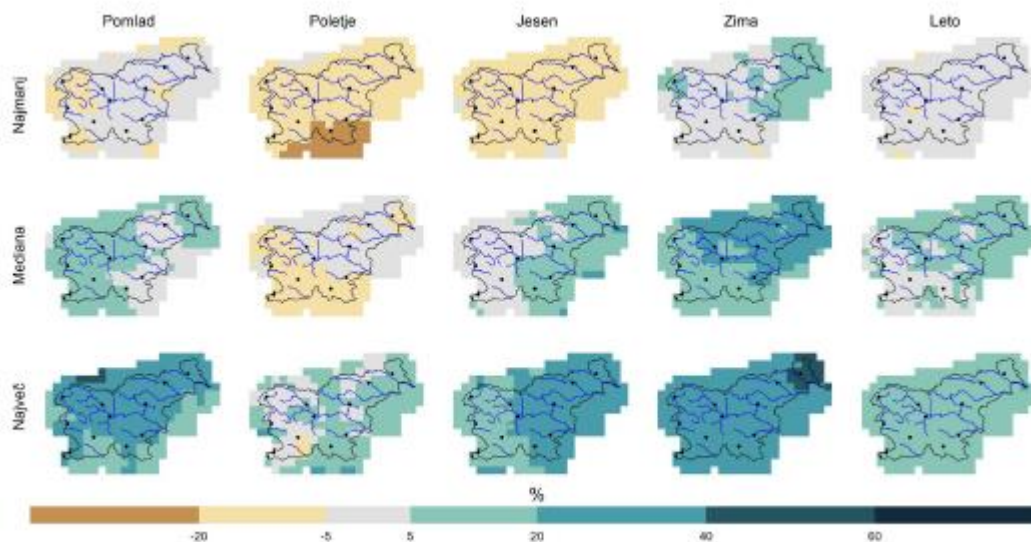 Pomlad Poletje Jesen Zima Leto
Najmanj
Mediana
Največ
%
-20 -5 5 20 40 60